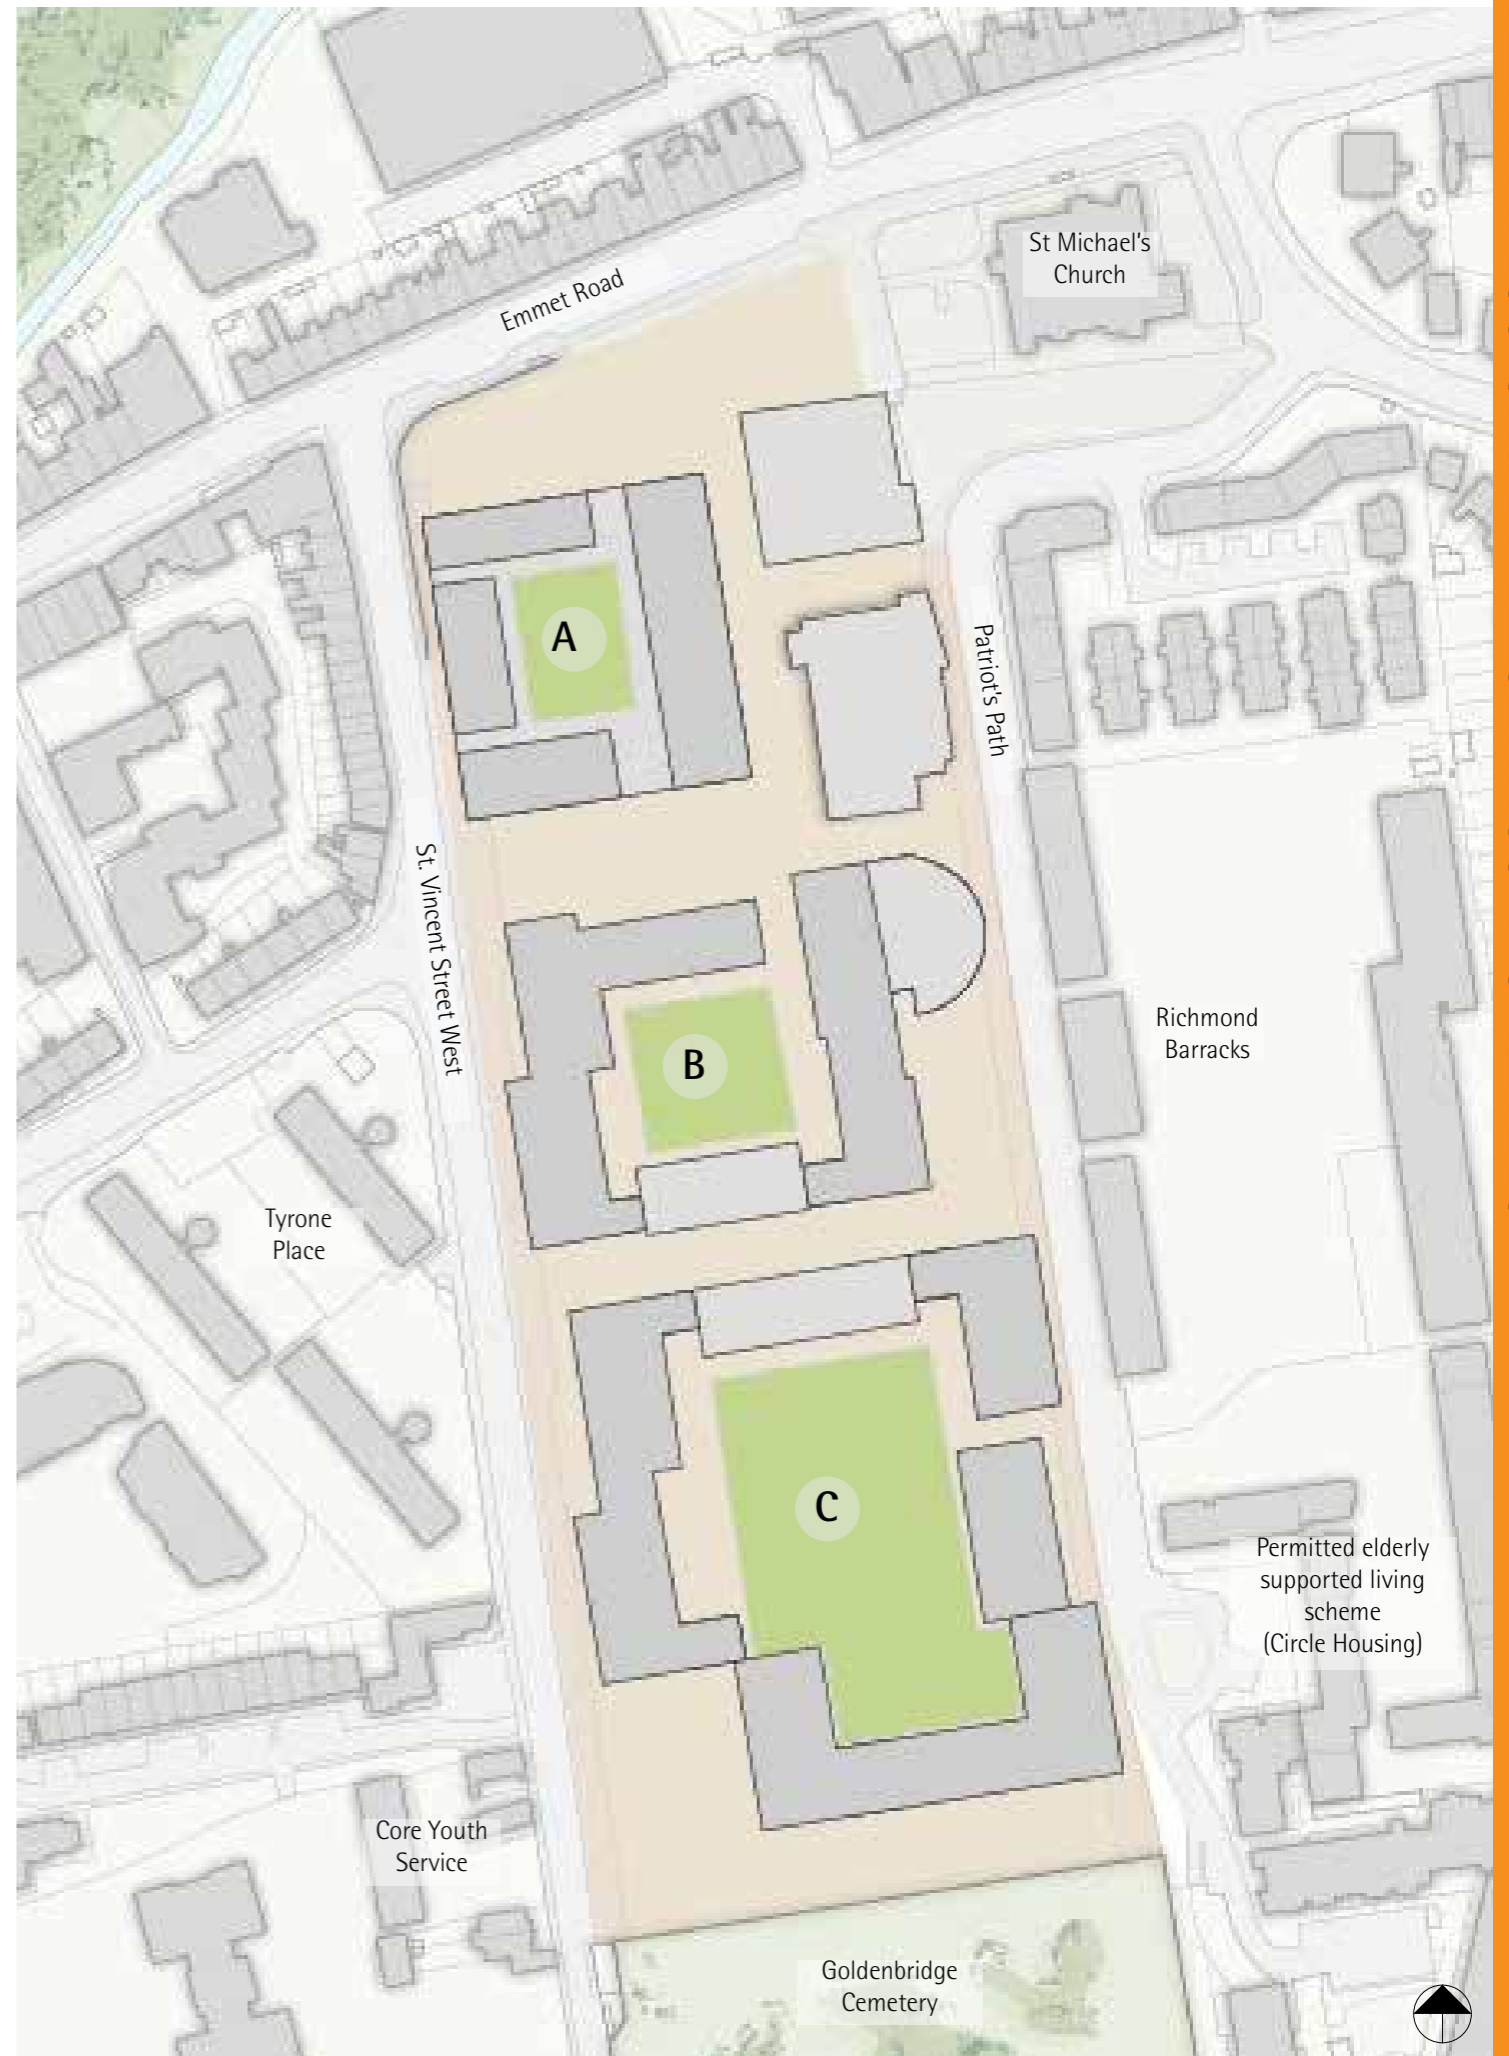 St Michael's
Church
Emmet Road
A
Patriot's Path
St. Vincent Street West
Richmond
Barracks
B
Tyrone
Place
C
Permitted elderly
supported living
scheme
(Circle Housing)
Core Youth
Service
Goldenbridge
Cemetery